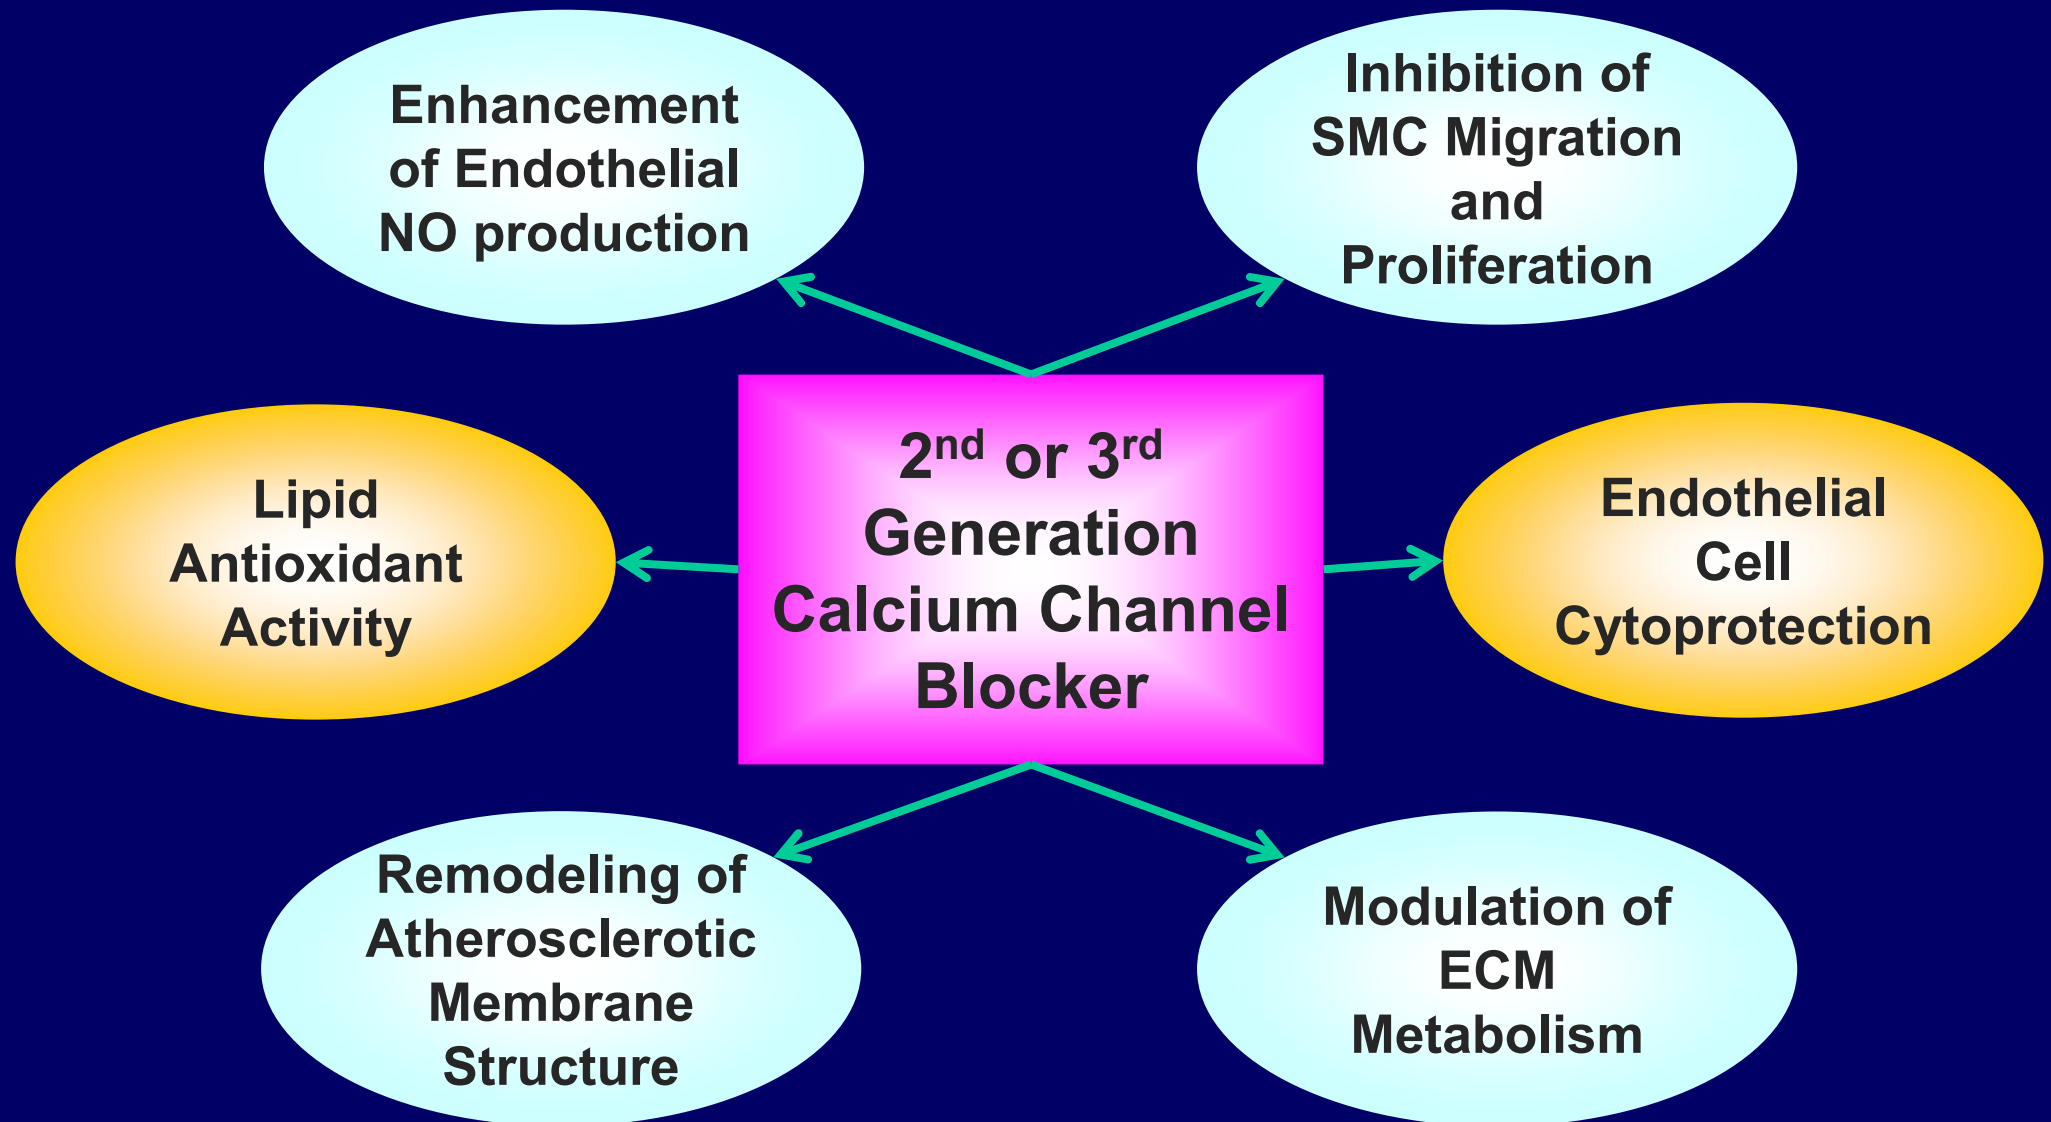 Enhancement
of Endothelial
NO production
Inhibition of
SMC Migration
and
Proliferation
Lipid
Antioxidant
Activity
2nd or 3rd
Generation
Calcium Channel
Blocker
Endothelial
Cell
Cytoprotection
Remodeling of
Atherosclerotic
Membrane
Structure
Modulation of
ECM
Metabolism